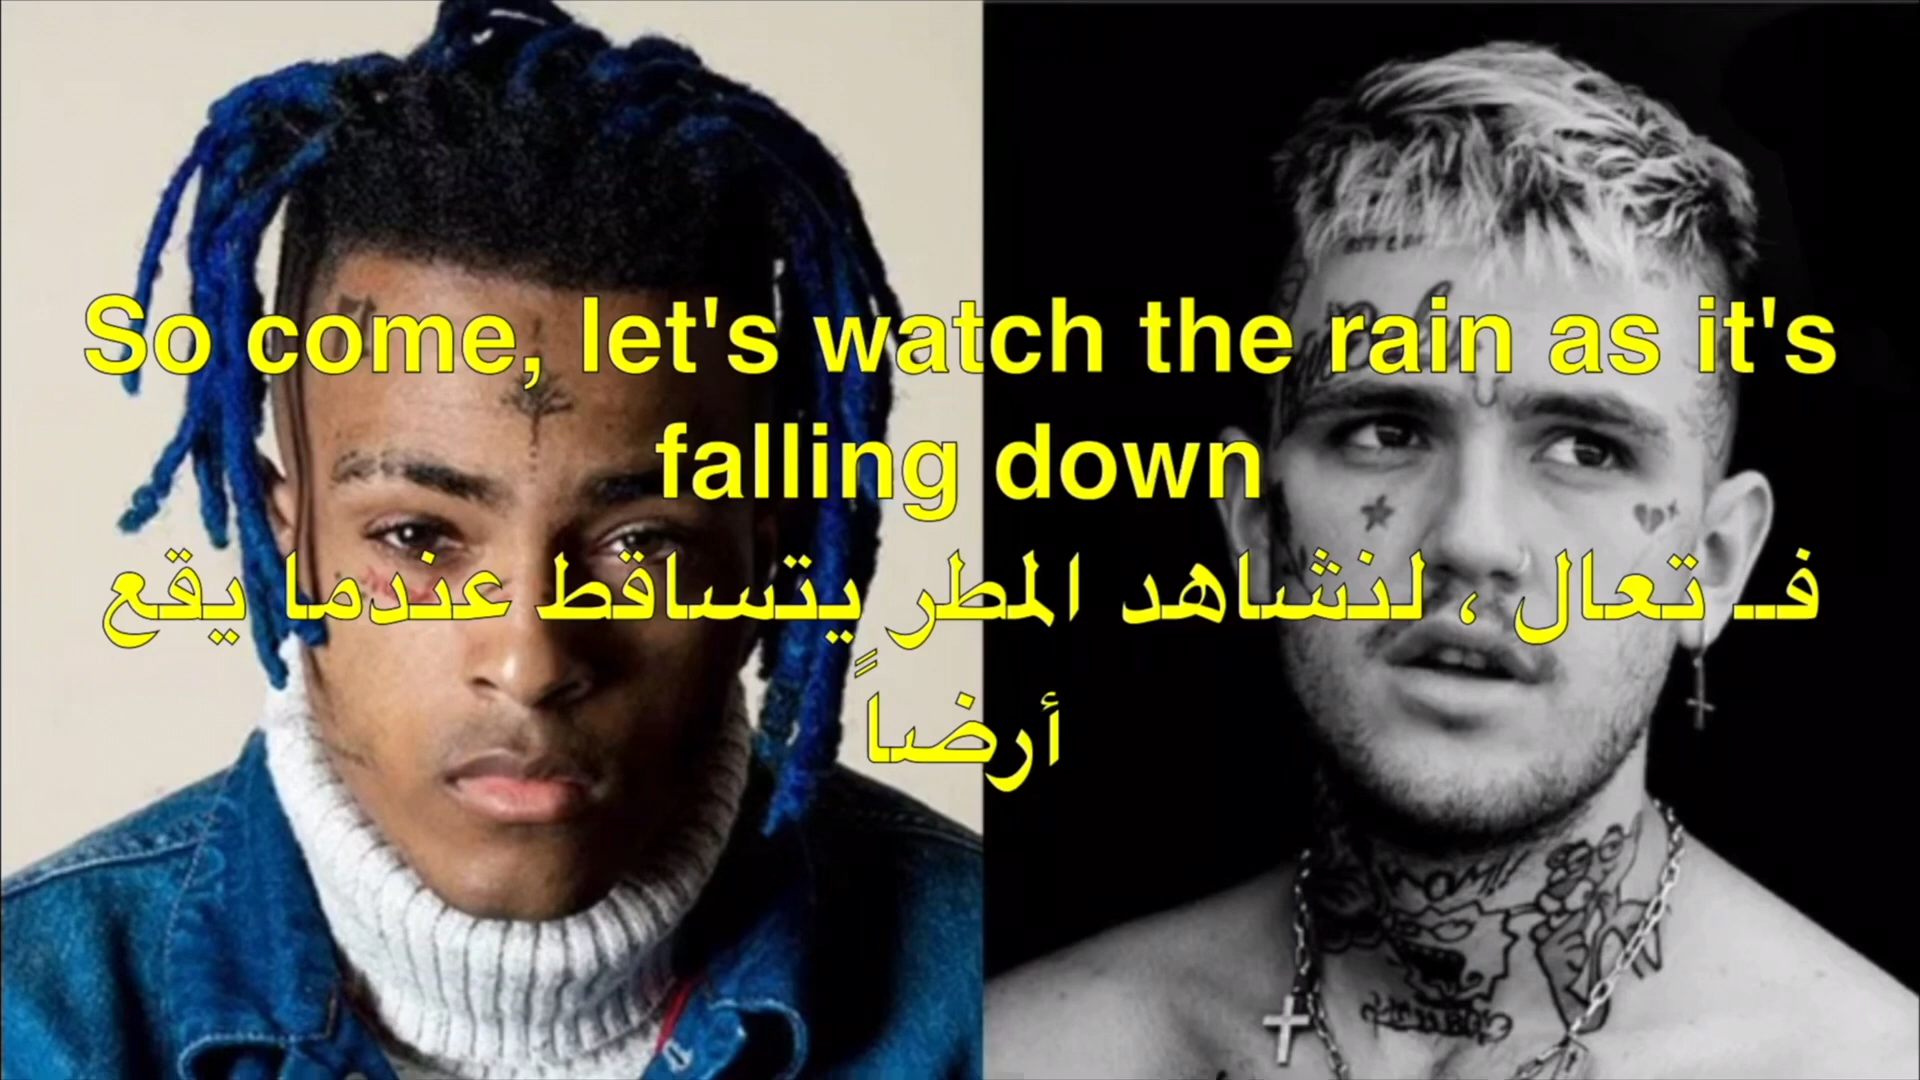 So come, let's watch the rain as it's
falling down
فـ تعال ، لنشاهد المطر يتساقط عندما يقع
أرضاً